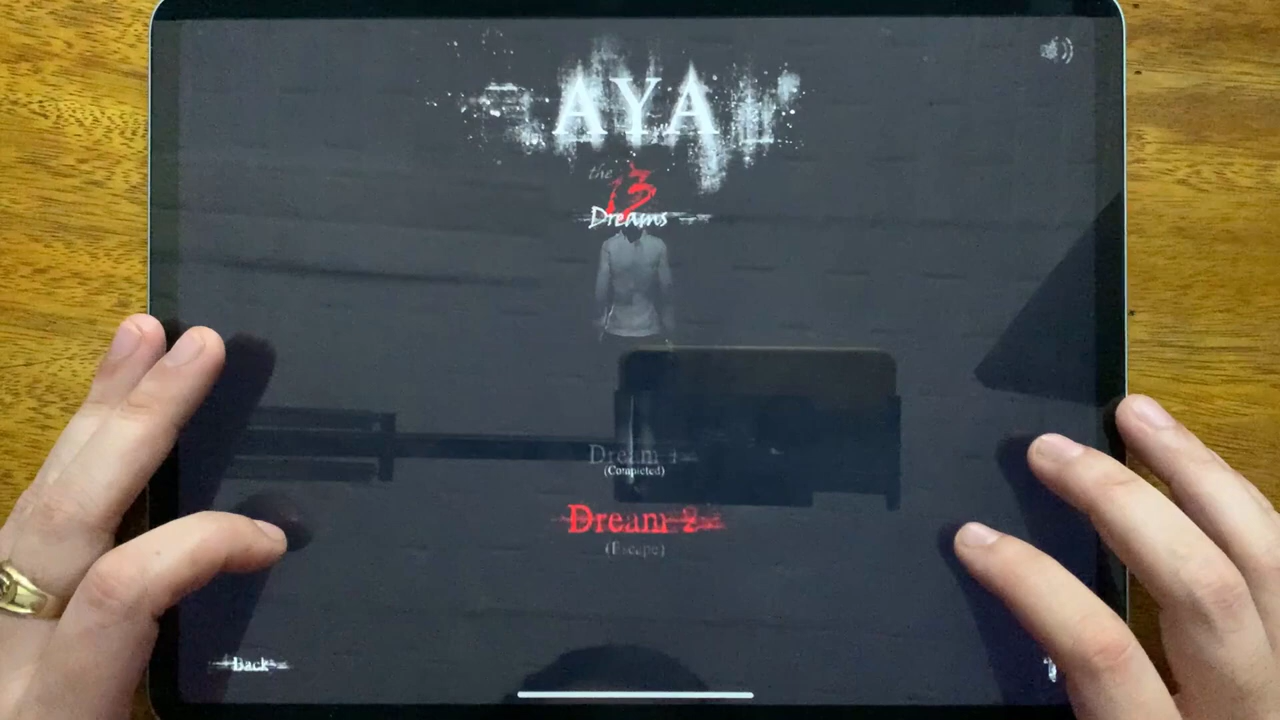 AYA
the
13
Dreams
Dream 1
(Completed)
Dream 2
(Escape)
Back